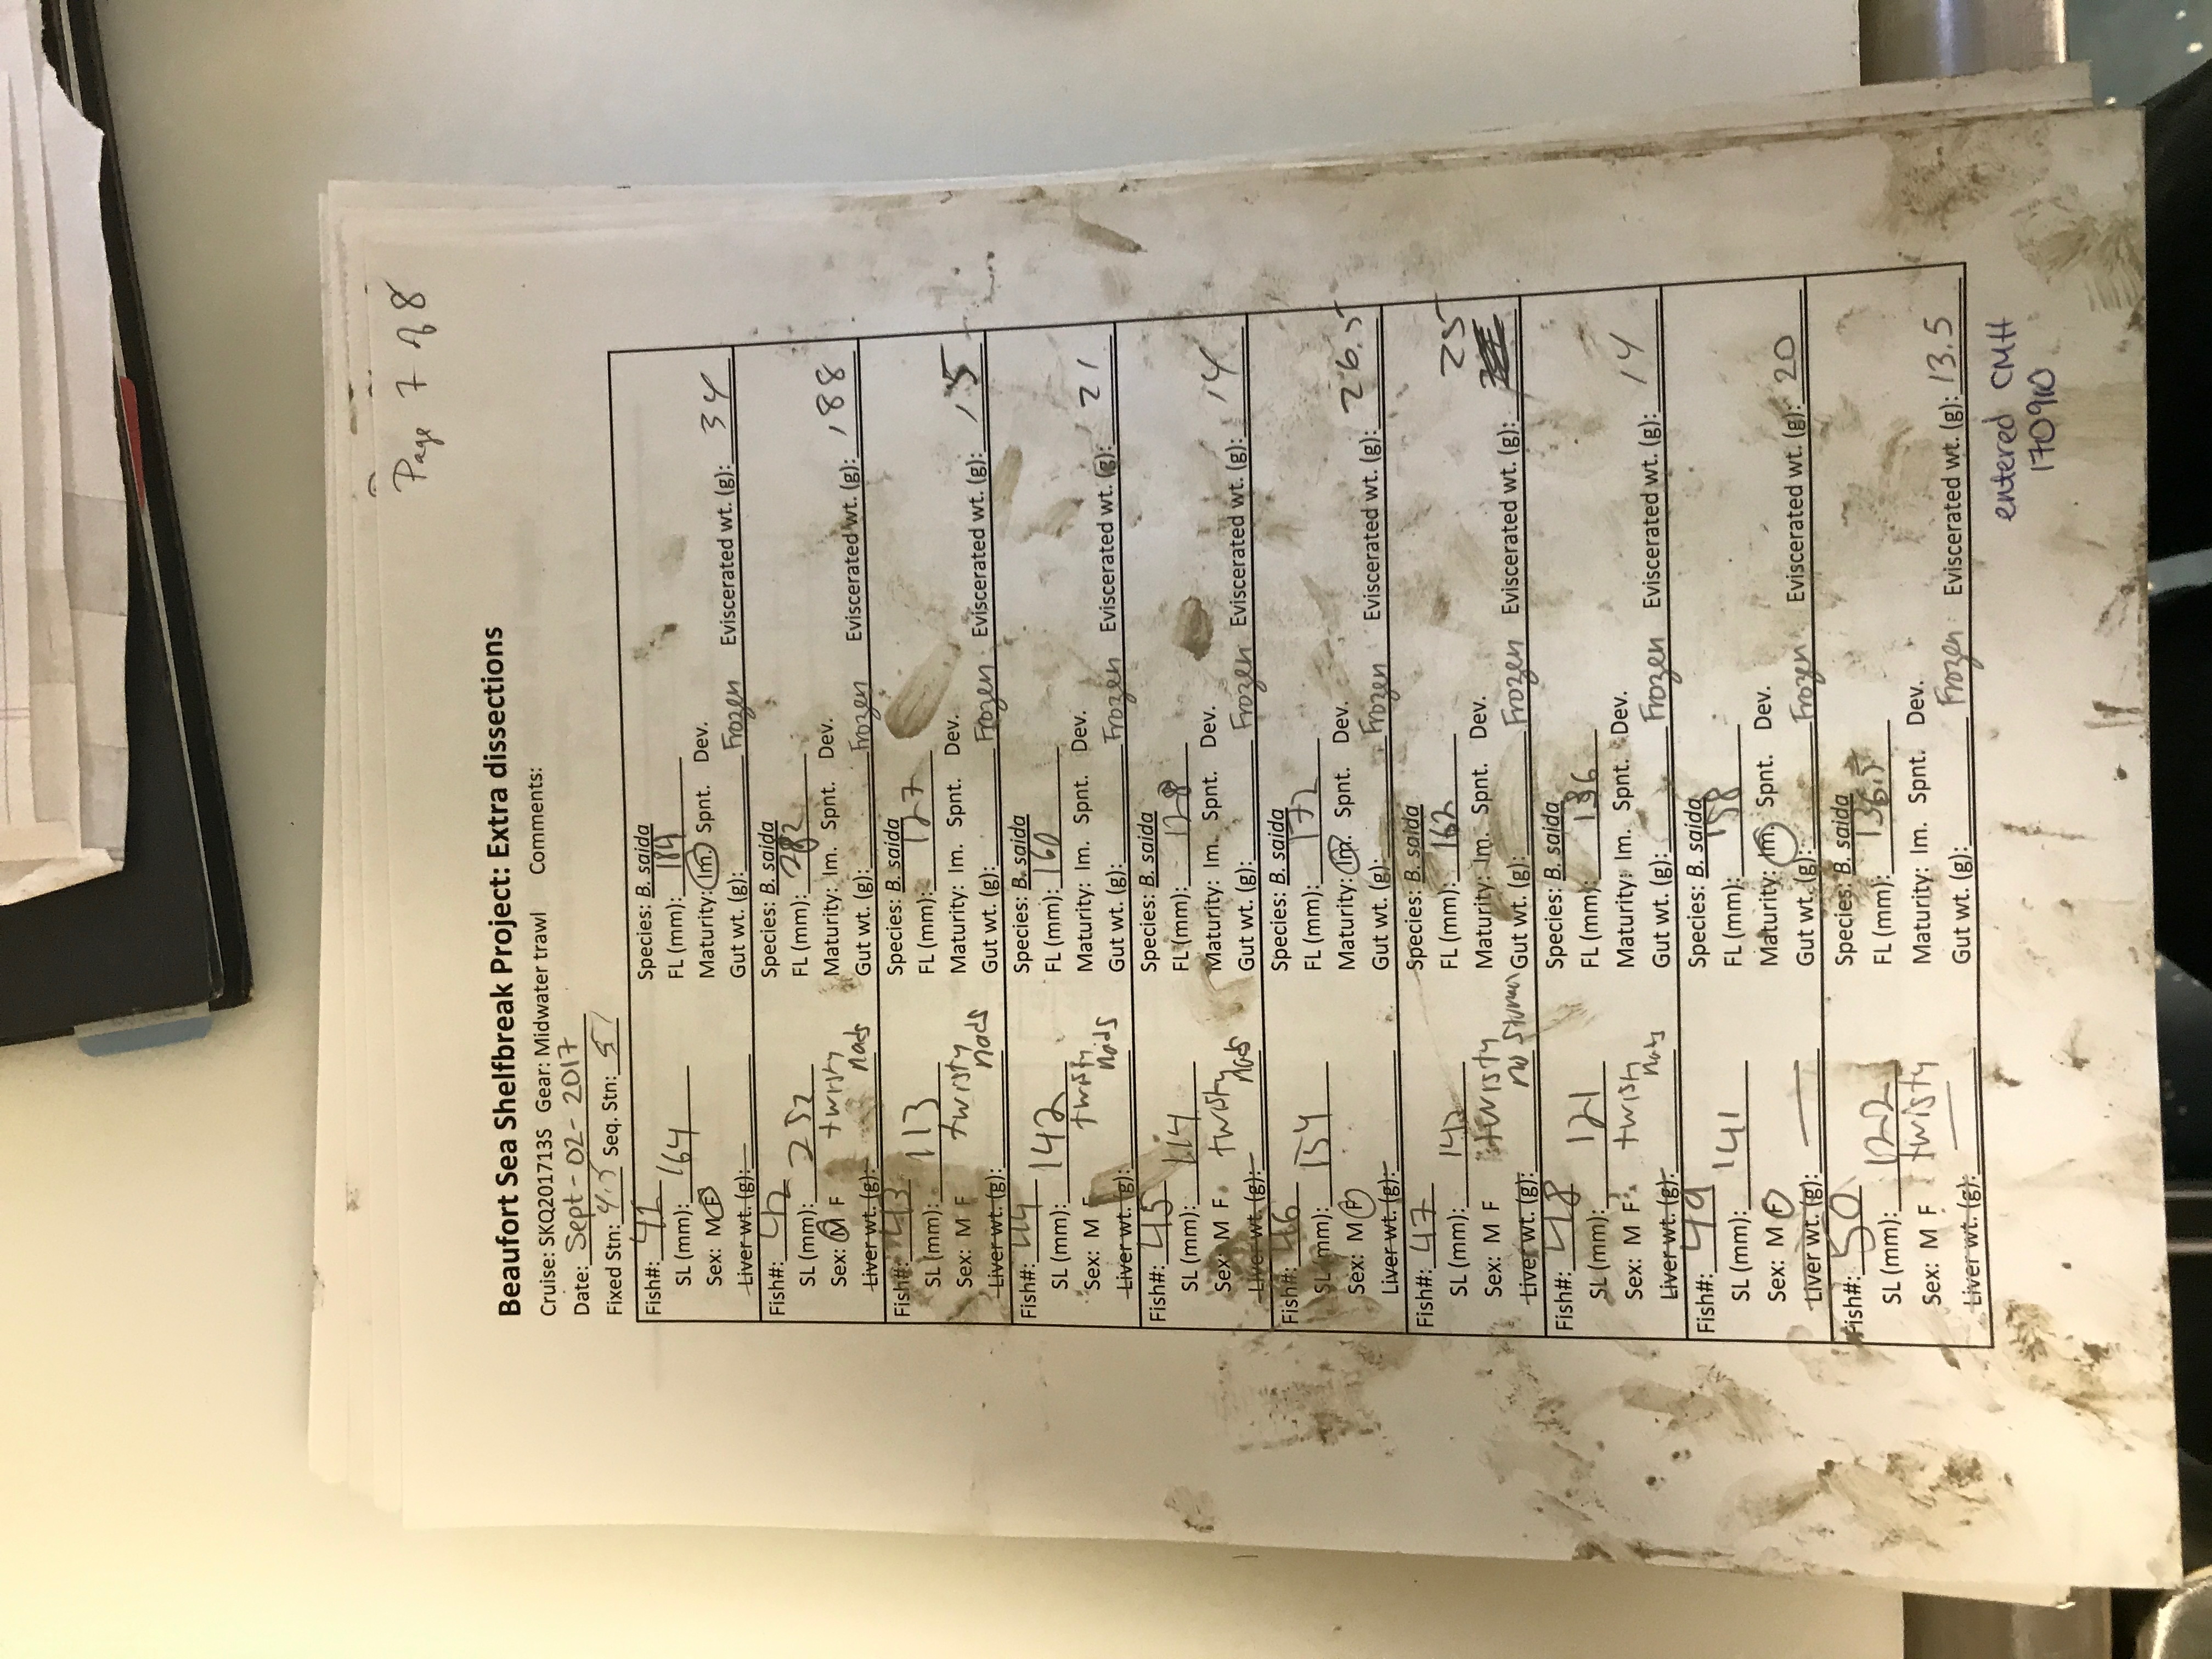 Page 7 of 8
Beaufort Sea Shelfbreak Project: Extra dissections
Cruise: SKQ201713S Gear: Midwater trawl Comments:
Date: Sept-02-2017
Fixed Stn: 4.5 Seq. Stn:
Fish#: 41 Species: B. saida
SL (mm): 164 FL (mm): 184
Sex: M F Maturity: Im. Spnt. Dev.
Liver wt. (g): Gut wt. (g): Frozen Eviscerated wt. (g): 34
Fish#: 42 Species: B. saida
SL (mm): 252 FL (mm): 282
Sex: M F twisty Maturity: Im. Spnt. Dev.
Liver wt. (g): nads Gut wt. (g): Frozen Eviscerated wt. (g): 188
Fish#: 43 Species: B. saida
SL (mm): 113 FL (mm): 127
Sex: M F twisty Maturity: Im. Spnt. Dev.
Liver wt. (g): nads Gut wt. (g): Frozen Eviscerated wt. (g): 15
Fish#: 44 Species: B. saida
SL (mm): 142 FL (mm): 160
Sex: M F twisty Maturity: Im. Spnt. Dev.
Liver wt. (g): nads Gut wt. (g): Frozen Eviscerated wt. (g): 21
Fish#: 45 Species: B. saida
SL (mm): 114 FL (mm): 128
Sex: M F twisty Maturity: Im. Spnt. Dev.
Liver wt. (g): nads Gut wt. (g): Frozen Eviscerated wt. (g): 14
Fish#: 46 Species: B. saida
SL (mm): 154 FL (mm): 172
Sex: M F Maturity: Im. Spnt. Dev.
Liver wt. (g): Gut wt. (g): Frozen Eviscerated wt. (g): 26.5
Fish#: 47 Species: B. saida
SL (mm): 142 FL (mm): 162
Sex: M F twisty Maturity: Im. Spnt. Dev. 25
Liver wt. (g): no Gut wt. (g): Frozen Eviscerated wt. (g):
Fish#: 48 Species: B. saida
SL (mm): 121 FL (mm): 136
Sex: M F twisty Maturity: Im. Spnt. Dev.
Liver wt. (g): nads Gut wt. (g): Frozen Eviscerated wt. (g): 14
Fish#: 49 Species: B. saida
SL (mm): 141 FL (mm): 158
Sex: M F Maturity: Im. Spnt. Dev.
Liver wt. (g): Gut wt. (g): Frozen Eviscerated wt. (g): 20
Fish#: 50 Species: B. saida
SL (mm): 122 FL (mm): 136.5
Sex: M F twisty Maturity: Im. Spnt. Dev.
Liver wt. (g): Gut wt. (g): Frozen Eviscerated wt. (g): 13.5
entered CMH
170910